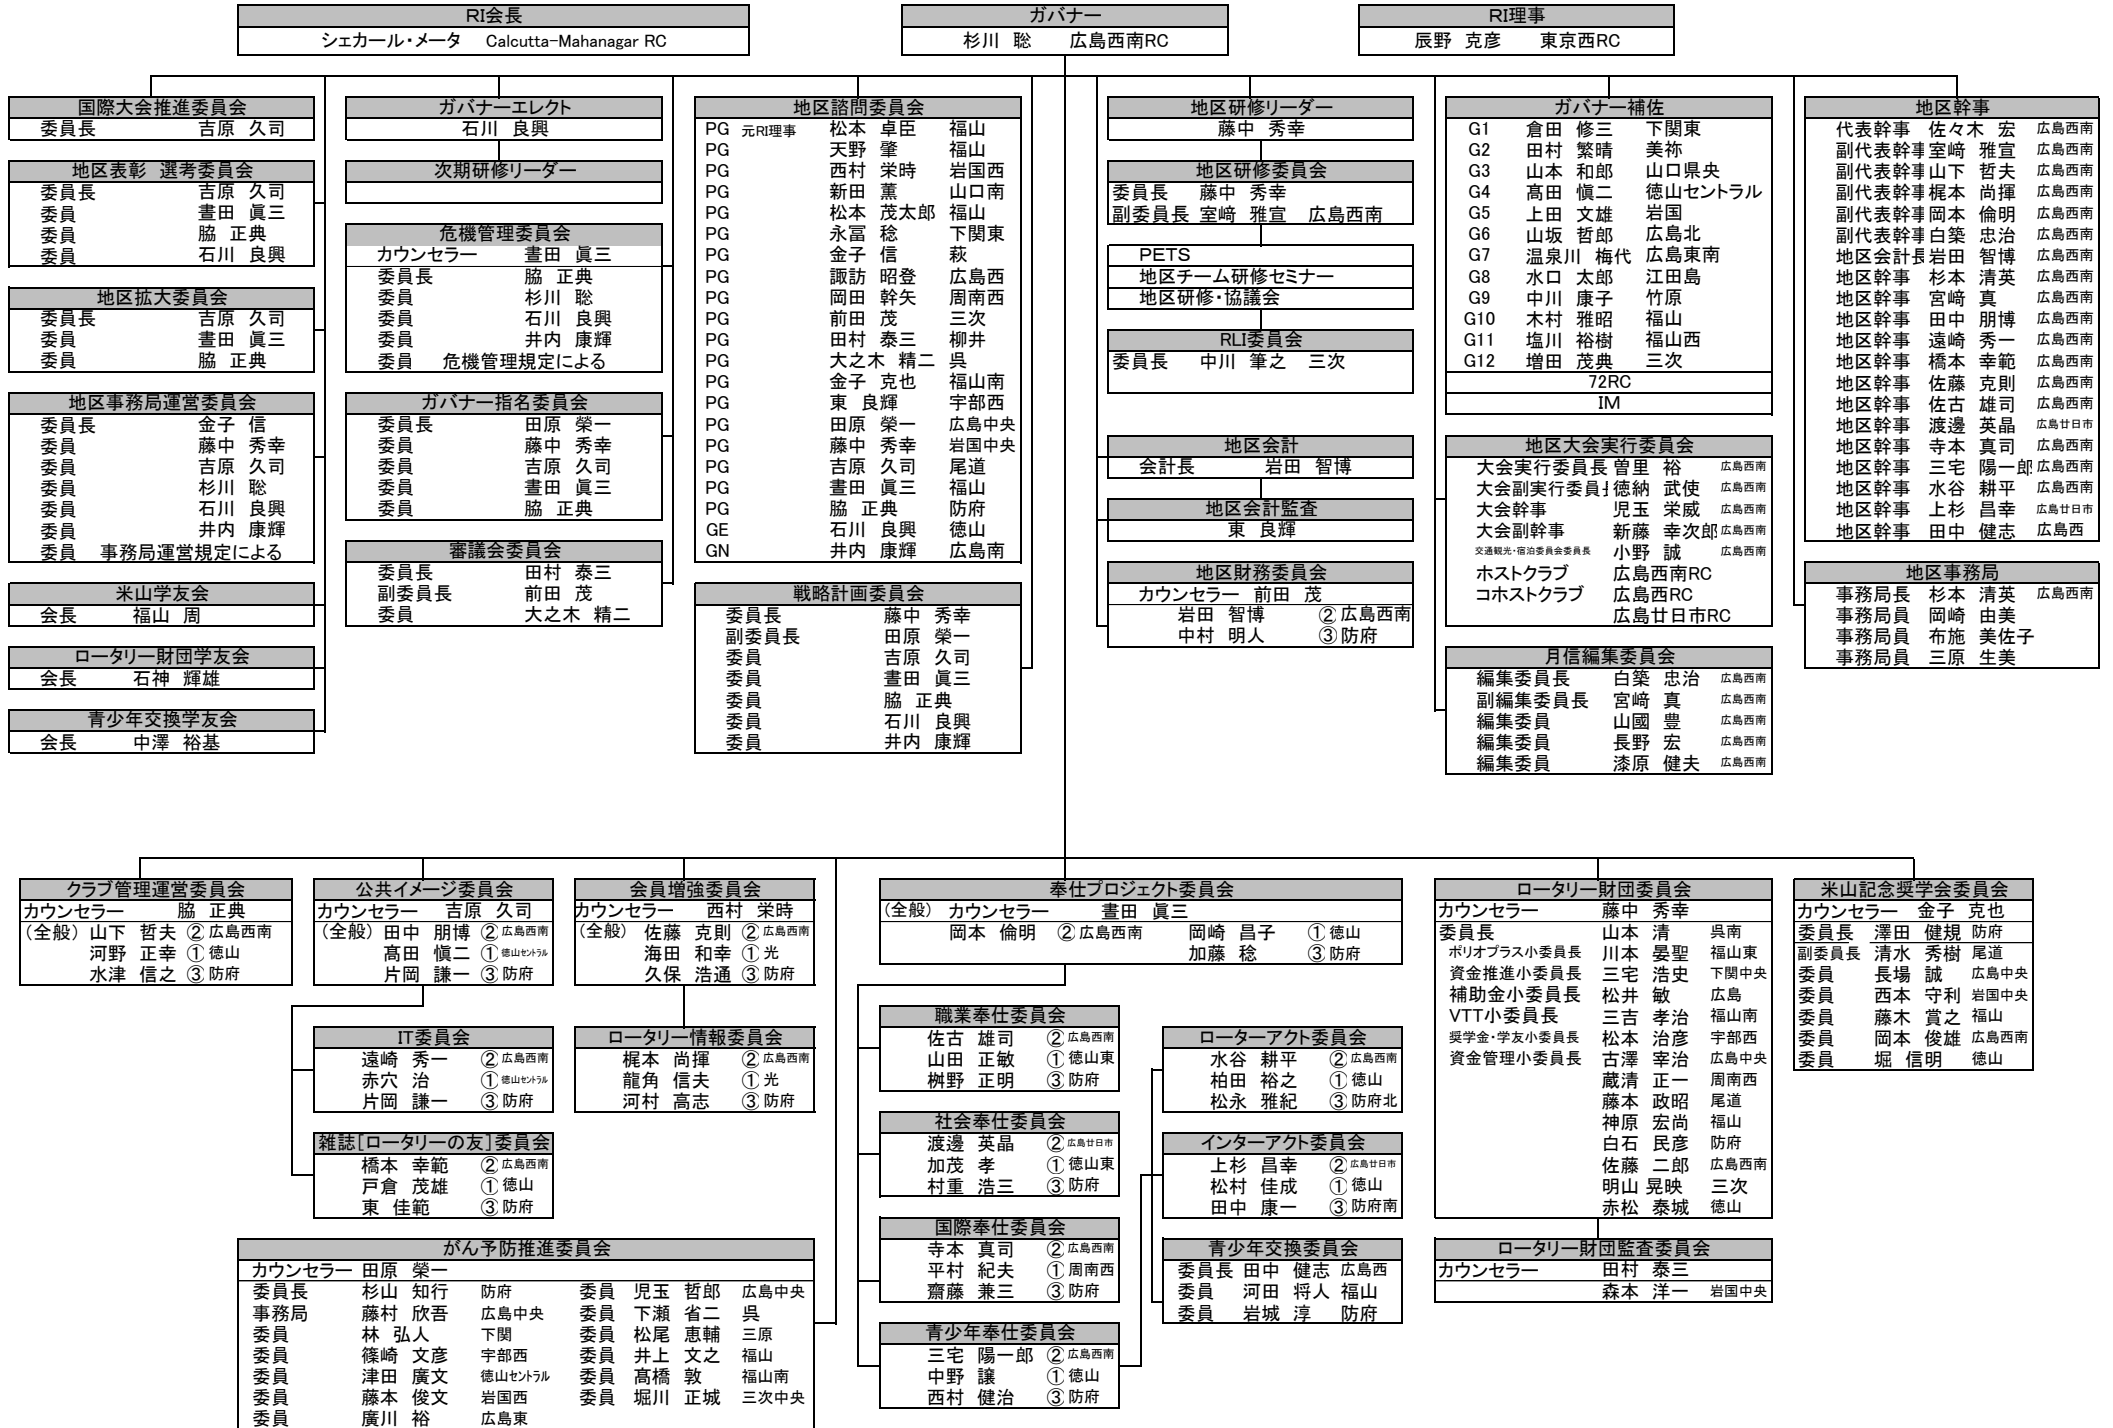 RI会長
シェカール・メータ Calcutta-Mahanagar RC
ガバナー
杉川 聡 広島西南RC
RI理事
辰野 克彦 東京西RC
国際大会推進委員会
委員長 吉原 久司
地区表彰 選考委員会
委員長 吉原 久司
委員 晝田 眞三
委員 脇 正典
委員 石川 良興
地区拡大委員会
委員長 吉原 久司
委員 晝田 眞三
委員 脇 正典
地区事務局運営委員会
委員長 金子 信
委員 藤中 秀幸
委員 吉原 久司
委員 杉川 聡
委員 石川 良興
委員 井内 康輝
委員 事務局運営規定による
米山学友会
会長 福山 周
ロータリー財団学友会
会長 石神 輝雄
青少年交換学友会
会長 中澤 裕基
ガバナーエレクト
石川 良興
次期研修リーダー
危機管理委員会
カウンセラー 晝田 眞三
委員長 脇 正典
委員 杉川 聡
委員 石川 良興
委員 井内 康輝
委員 危機管理規定による
ガバナー指名委員会
委員長 田原 榮一
委員 藤中 秀幸
委員 吉原 久司
委員 晝田 眞三
委員 脇 正典
審議会委員会
委員長 田村 泰三
副委員長 前田 茂
委員 大之木 精二
地区諮問委員会
PG 元RI理事 松本 卓臣 福山
PG 天野 肇 福山
PG 西村 栄時 岩国西
PG 新田 薫 山口南
PG 松本 茂太郎 福山
PG 永冨 稔 下関東
PG 金子 信 萩
PG 諏訪 昭登 広島西
PG 岡田 幹矢 周南西
PG 前田 茂 三次
PG 田村 泰三 柳井
PG 大之木 精二 呉
PG 金子 克也 福山南
PG 東 良輝 宇部西
PG 田原 榮一 広島中央
PG 藤中 秀幸 岩国中央
PG 吉原 久司 尾道
PG 晝田 眞三 福山
PG 脇 正典 防府
GE 石川 良興 徳山
GN 井内 康輝 広島南
戦略計画委員会
委員長 藤中 秀幸
副委員長 田原 榮一
委員 吉原 久司
委員 晝田 眞三
委員 脇 正典
委員 石川 良興
委員 井内 康輝
地区研修リーダー
藤中 秀幸
地区研修委員会
委員長 藤中 秀幸
副委員長 室﨑 雅宣 広島西南
PETS
地区チーム研修セミナー
地区研修・協議会
RLI委員会
委員長 中川 筆之 三次
地区会計
会計長 岩田 智博
地区会計監査
東 良輝
地区財務委員会
カウンセラー 前田 茂
岩田 智博 ②広島西南
中村 明人 ③防府
ガバナー補佐
G1 倉田 修三 下関東
G2 田村 繁晴 美祢
G3 山本 和郎 山口県央
G4 髙田 愼二 徳山セントラル
G5 上田 文雄 岩国
G6 山坂 哲郎 広島北
G7 温泉川 梅代 広島東南
G8 水口 太郎 江田島
G9 中川 康子 竹原
G10 木村 雅昭 福山
G11 塩川 裕樹 福山西
G12 増田 茂典 三次
72RC
IM
地区大会実行委員会
大会実行委員長 曽里 裕 広島西南
大会副実行委員長 徳納 武使 広島西南
大会幹事 児玉 栄威 広島西南
大会副幹事 新藤 幸次郎 広島西南
交通観光・宿泊委員会委員長 小野 誠 広島西南
ホストクラブ 広島西南RC
コホストクラブ 広島西RC
広島廿日市RC
月信編集委員会
編集委員長 白築 忠治 広島西南
副編集委員長 宮﨑 真 広島西南
編集委員 山國 豊 広島西南
編集委員 長野 宏 広島西南
編集委員 漆原 健夫 広島西南
地区幹事
代表幹事 佐々木 宏 広島西南
副代表幹事 室﨑 雅宣 広島西南
副代表幹事 山下 哲夫 広島西南
副代表幹事 梶本 尚揮 広島西南
副代表幹事 岡本 倫明 広島西南
副代表幹事 白築 忠治 広島西南
地区会計長 岩田 智博 広島西南
地区幹事 杉本 清英 広島西南
地区幹事 宮﨑 真 広島西南
地区幹事 田中 朋博 広島西南
地区幹事 遠崎 秀一 広島西南
地区幹事 橋本 幸範 広島西南
地区幹事 佐藤 克則 広島西南
地区幹事 佐古 雄司 広島西南
地区幹事 渡邊 英晶 広島廿日市
地区幹事 寺本 真司 広島西南
地区幹事 三宅 陽一郎 広島西南
地区幹事 水谷 耕平 広島西南
地区幹事 上杉 昌幸 広島廿日市
地区幹事 田中 健志 広島西
地区事務局
事務局長 杉本 清英 広島西南
事務局員 岡崎 由美
事務局員 布施 美佐子
事務局員 三原 生美
クラブ管理運営委員会
カウンセラー 脇 正典
(全般) 山下 哲夫 ②広島西南
河野 正幸 ①徳山
水津 信之 ③防府
公共イメージ委員会
カウンセラー 吉原 久司
(全般) 田中 朋博 ②広島西南
髙田 愼二 ①徳山セントラル
片岡 謙一 ③防府
IT委員会
遠崎 秀一 ②広島西南
赤穴 治 ①徳山セントラル
片岡 謙一 ③防府
雑誌[ロータリーの友]委員会
橋本 幸範 ②広島西南
戸倉 茂雄 ①徳山
東 佳範 ③防府
会員増強委員会
カウンセラー 西村 栄時
(全般) 佐藤 克則 ②広島西南
海田 和幸 ①光
久保 浩通 ③防府
ロータリー情報委員会
梶本 尚揮 ②広島西南
龍角 信夫 ①光
河村 高志 ③防府
がん予防推進委員会
カウンセラー 田原 榮一
委員長 杉山 知行 防府 委員 児玉 哲郎 広島中央
事務局 藤村 欣吾 広島中央 委員 下瀬 省二 呉
委員 林 弘人 下関 委員 松尾 恵輔 三原
委員 篠崎 文彦 宇部西 委員 井上 文之 福山
委員 津田 廣文 徳山セントラル 委員 髙橋 敦 福山南
委員 藤本 俊文 岩国西 委員 堀川 正城 三次中央
委員 廣川 裕 広島東
奉仕プロジェクト委員会
(全般) カウンセラー 晝田 眞三
岡本 倫明 ②広島西南 岡崎 昌子 ①徳山
加藤 稔 ③防府
職業奉仕委員会
佐古 雄司 ②広島西南
山田 正敏 ①徳山東
桝野 正明 ③防府
社会奉仕委員会
渡邊 英晶 ②広島廿日市
加茂 孝 ①徳山東
村重 浩三 ③防府
国際奉仕委員会
寺本 真司 ②広島西南
平村 紀夫 ①周南西
齋藤 兼三 ③防府
青少年奉仕委員会
三宅 陽一郎 ②広島西南
中野 譲 ①徳山
西村 健治 ③防府
ローターアクト委員会
水谷 耕平 ②広島西南
柏田 裕之 ①徳山
松永 雅紀 ③防府北
インターアクト委員会
上杉 昌幸 ②広島廿日市
松村 佳成 ①徳山
田中 康一 ③防府南
青少年交換委員会
委員長 田中 健志 広島西
委員 河田 将人 福山
委員 岩城 淳 防府
ロータリー財団委員会
カウンセラー 藤中 秀幸
委員長 山本 清 呉南
ポリオプラス小委員長 川本 晏聖 福山東
資金推進小委員長 三宅 浩史 下関中央
補助金小委員長 松井 敏 広島
VTT小委員長 三吉 孝治 福山南
奨学金・学友小委員長 松本 治彦 宇部西
資金管理小委員長 古澤 宰治 広島中央
蔵清 正一 周南西
藤本 政昭 尾道
神原 宏尚 福山
白石 民彦 防府
佐藤 二郎 広島西南
明山 晃映 三次
赤松 泰城 徳山
ロータリー財団監査委員会
カウンセラー 田村 泰三
森本 洋一 岩国中央
米山記念奨学会委員会
カウンセラー 金子 克也
委員長 澤田 健規 防府
副委員長 清水 秀樹 尾道
委員 長場 誠 広島中央
委員 西本 守利 岩国中央
委員 藤木 賞之 福山
委員 岡本 俊雄 広島西南
委員 堀 信明 徳山